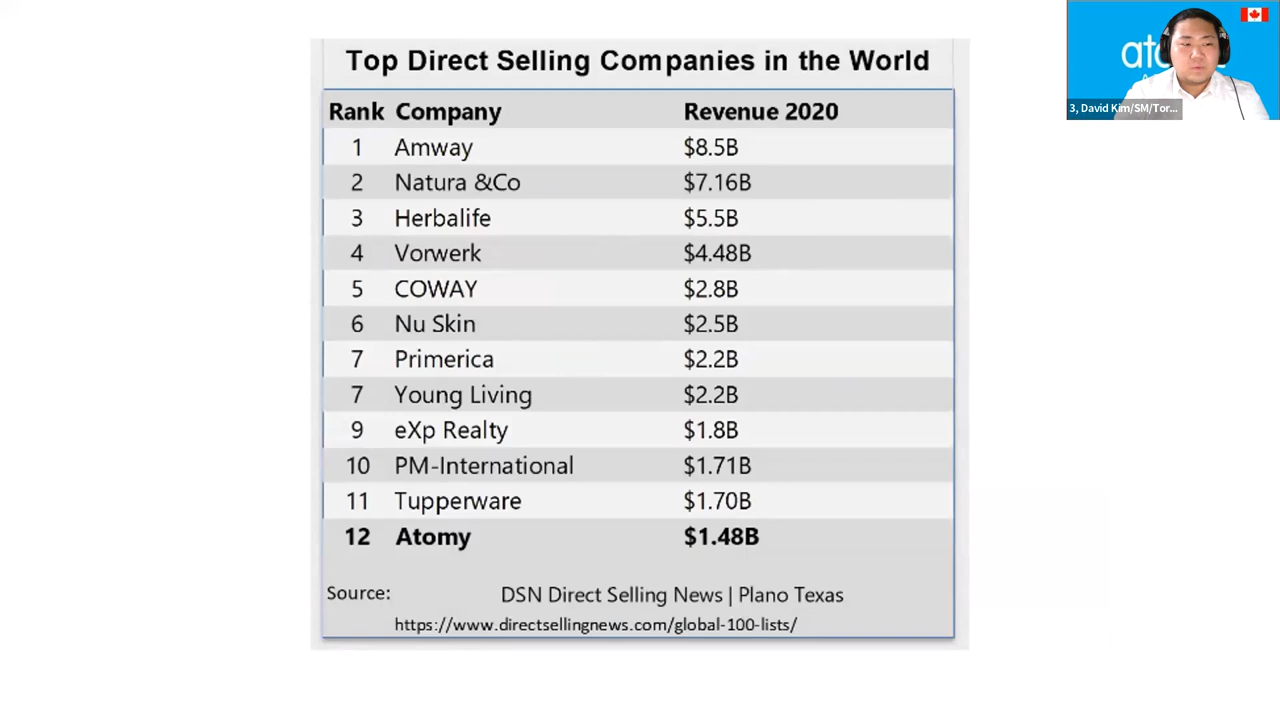 Top Direct Selling Companies in the World
Rank Company Revenue 2020
1 Amway $8.5B
2 Natura &Co $7.16B
3 Herbalife $5.5B
4 Vorwerk $4.48B
5 COWAY $2.8B
6 Nu Skin $2.5B
7 Primerica $2.2B
7 Young Living $2.2B
9 eXp Realty $1.8B
10 PM-International $1.71B
11 Tupperware $1.70B
12 Atomy $1.48B
Source: DSN Direct Selling News | Plano Texas
https://www.directsellingnews.com/global-100-lists/
3, David Kim/SM/Tor...